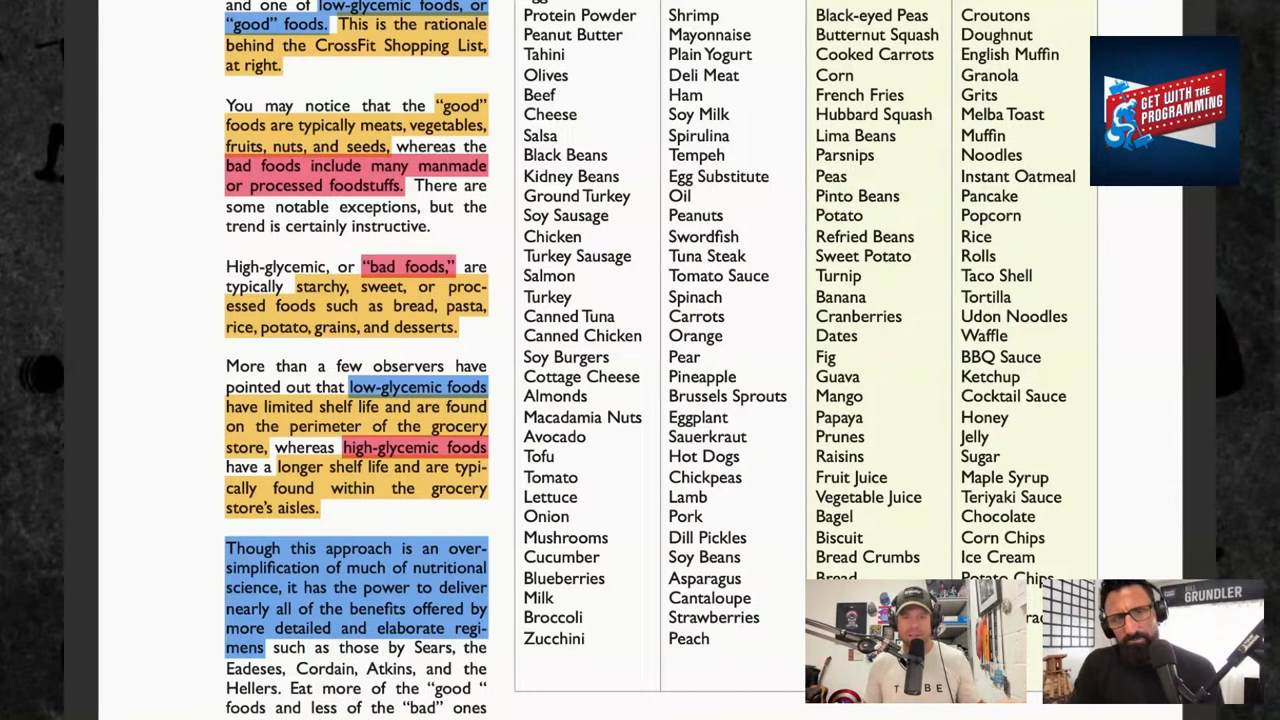 and one of low-glycemic foods, or
“good” foods. This is the rationale
behind the CrossFit Shopping List,
at right.
You may notice that the “good”
foods are typically meats, vegetables,
fruits, nuts, and seeds, whereas the
bad foods include many manmade
or processed foodstuffs. There are
some notable exceptions, but the
trend is certainly instructive.
High-glycemic, or “bad foods,” are
typically starchy, sweet, or proc-
essed foods such as bread, pasta,
rice, potato, grains, and desserts.
More than a few observers have
pointed out that low-glycemic foods
have limited shelf life and are found
on the perimeter of the grocery
store, whereas high-glycemic foods
have a longer shelf life and are typi-
cally found within the grocery
store’s aisles.
Though this approach is an over-
simplification of much of nutritional
science, it has the power to deliver
nearly all of the benefits offered by
more detailed and elaborate regi-
mens such as those by Sears, the
Eadeses, Cordain, Atkins, and the
Hellers. Eat more of the “good “
foods and less of the “bad” ones
Protein Powder
Peanut Butter
Tahini
Olives
Beef
Cheese
Salsa
Black Beans
Kidney Beans
Ground Turkey
Soy Sausage
Chicken
Turkey Sausage
Salmon
Turkey
Canned Tuna
Canned Chicken
Soy Burgers
Cottage Cheese
Almonds
Macadamia Nuts
Avocado
Tofu
Tomato
Lettuce
Onion
Mushrooms
Cucumber
Blueberries
Milk
Broccoli
Zucchini
Shrimp
Mayonnaise
Plain Yogurt
Deli Meat
Ham
Soy Milk
Spirulina
Tempeh
Egg Substitute
Oil
Peanuts
Swordfish
Tuna Steak
Tomato Sauce
Spinach
Carrots
Orange
Pear
Pineapple
Brussels Sprouts
Eggplant
Sauerkraut
Hot Dogs
Chickpeas
Lamb
Pork
Dill Pickles
Soy Beans
Asparagus
Cantaloupe
Strawberries
Peach
Black-eyed Peas
Butternut Squash
Cooked Carrots
Corn
French Fries
Hubbard Squash
Lima Beans
Parsnips
Peas
Pinto Beans
Potato
Refried Beans
Sweet Potato
Turnip
Banana
Cranberries
Dates
Fig
Guava
Mango
Papaya
Prunes
Raisins
Fruit Juice
Vegetable Juice
Bagel
Biscuit
Bread Crumbs
Bread
Croutons
Doughnut
English Muffin
Granola
Grits
Melba Toast
Muffin
Noodles
Instant Oatmeal
Pancake
Popcorn
Rice
Rolls
Taco Shell
Tortilla
Udon Noodles
Waffle
BBQ Sauce
Ketchup
Cocktail Sauce
Honey
Jelly
Sugar
Maple Syrup
Teriyaki Sauce
Chocolate
Corn Chips
Ice Cream
Potato Chips
GET WITH THE
PROGRAMMING
GRUNDLER